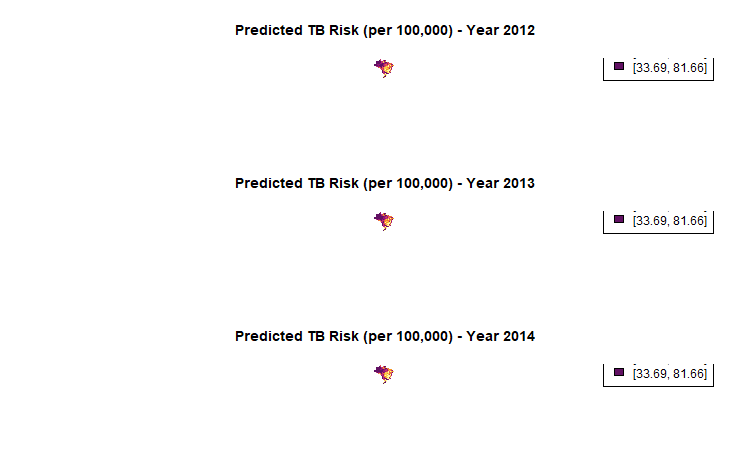 Predicted TB Risk (per 100,000) - Year 2012
[33.69, 81.66]
Predicted TB Risk (per 100,000) - Year 2013
[33.69, 81.66]
Predicted TB Risk (per 100,000) - Year 2014
[33.69, 81.66]